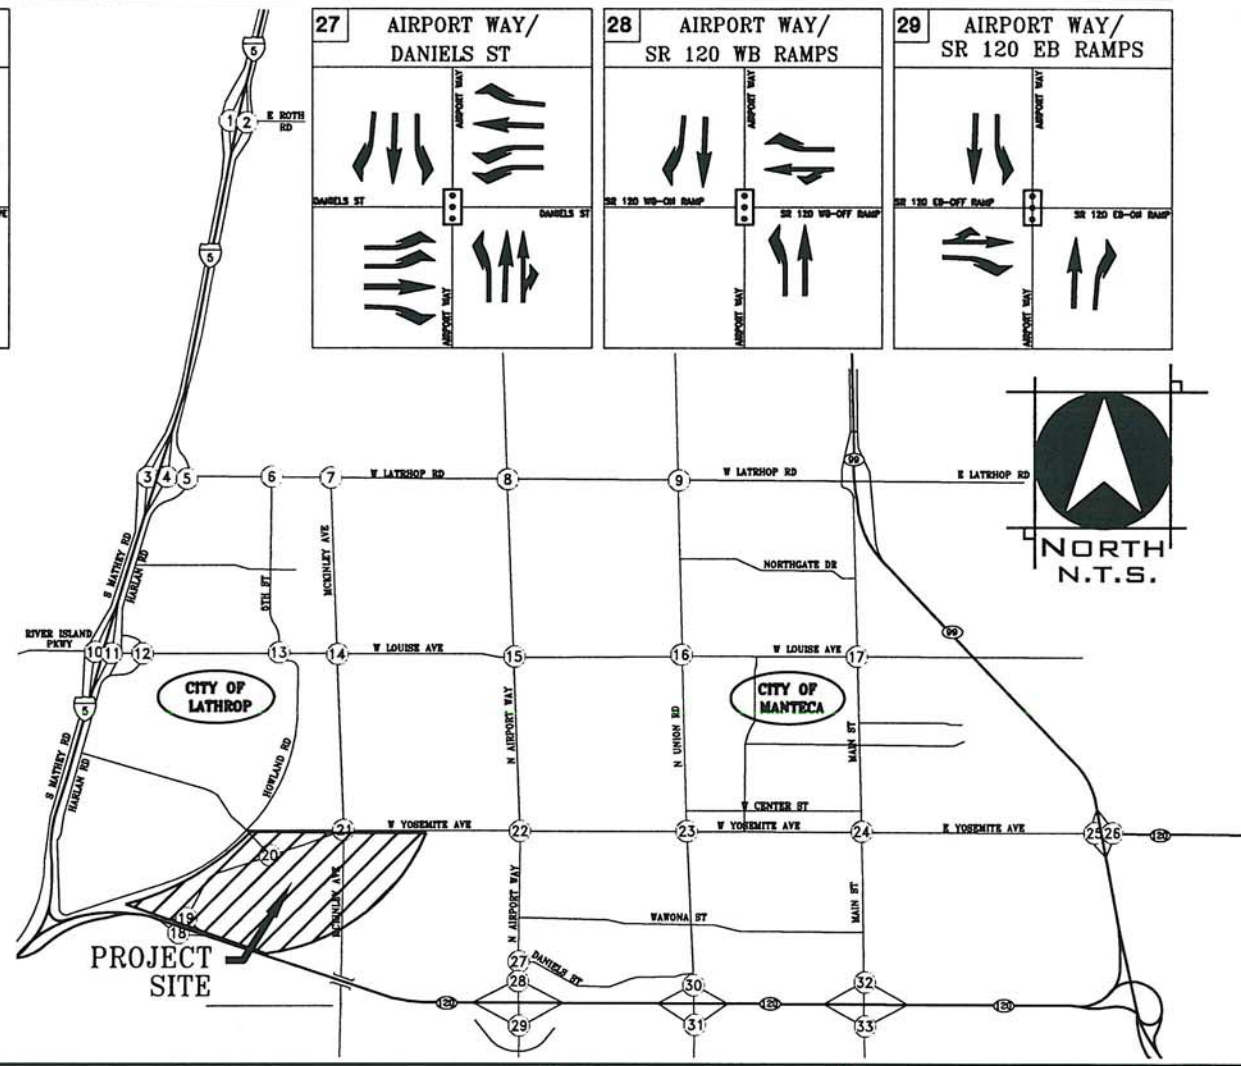 27
AIRPORT WAY/
DANIELS ST
28
AIRPORT WAY/
SR 120 WB RAMPS
29
AIRPORT WAY/
SR 120 EB RAMPS
AIRPORT WAY
DANIELS ST
DANIELS ST
AIRPORT WAY
AIRPORT WAY
SR 120 WB-ON RAMP
SR 120 WB-OFF RAMP
AIRPORT WAY
AIRPORT WAY
SR 120 EB-OFF RAMP
SR 120 EB-ON RAMP
AIRPORT WAY
5
1
2
E ROTH
RD
5
NORTH
N.T.S.
3
4
5
6
7
W LATRHOP RD
8
9
W LATRHOP RD
99
E LATRHOP RD
S MATHEY RD
HARLAN RD
5TH ST
MCKINLEY AVE
NORTHGATE DR
99
RIVER ISLAND
PKWY
10
11
12
13
14
W LOUISE AVE
15
16
W LOUISE AVE
17
CITY OF
LATHROP
CITY OF
MANTECA
5
S MATHEY RD
HARLAN RD
HOWLAND RD
N AIRPORT WAY
N UNION RD
MAIN ST
W CENTER ST
21
W YOSEMITE AVE
22
23
W YOSEMITE AVE
24
E YOSEMITE AVE
25
26
120
20
MCKINLEY AVE
N AIRPORT WAY
MAIN ST
19
18
WAWONA ST
PROJECT
SITE
27
DANIELS ST
28
30
32
120
120
120
29
31
33